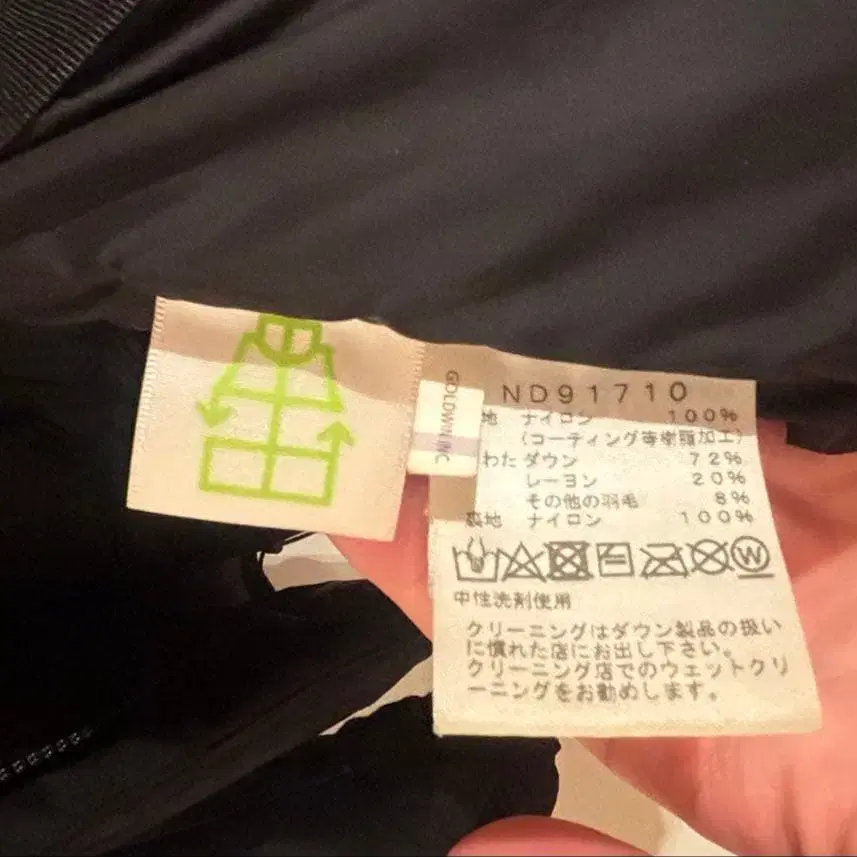 GOLDWIN INC
ND91710
地 ナイロン 100%
(コーティング等樹脂加工)
わた ダウン 72%
レーヨン 20%
その他の羽毛 8%
裏地 ナイロン 100%
W
中性洗剤使用
クリーニングはダウン製品の扱い
に慣れた店にお出し下さい。
クリーニング店でのウェットクリ
ーニングをお勧めします。